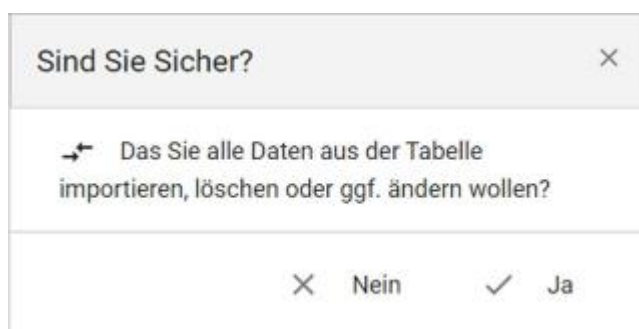 Sind Sie Sicher?
Das Sie alle Daten aus der Tabelle
importieren, löschen oder ggf. ändern wollen?
Nein Ja